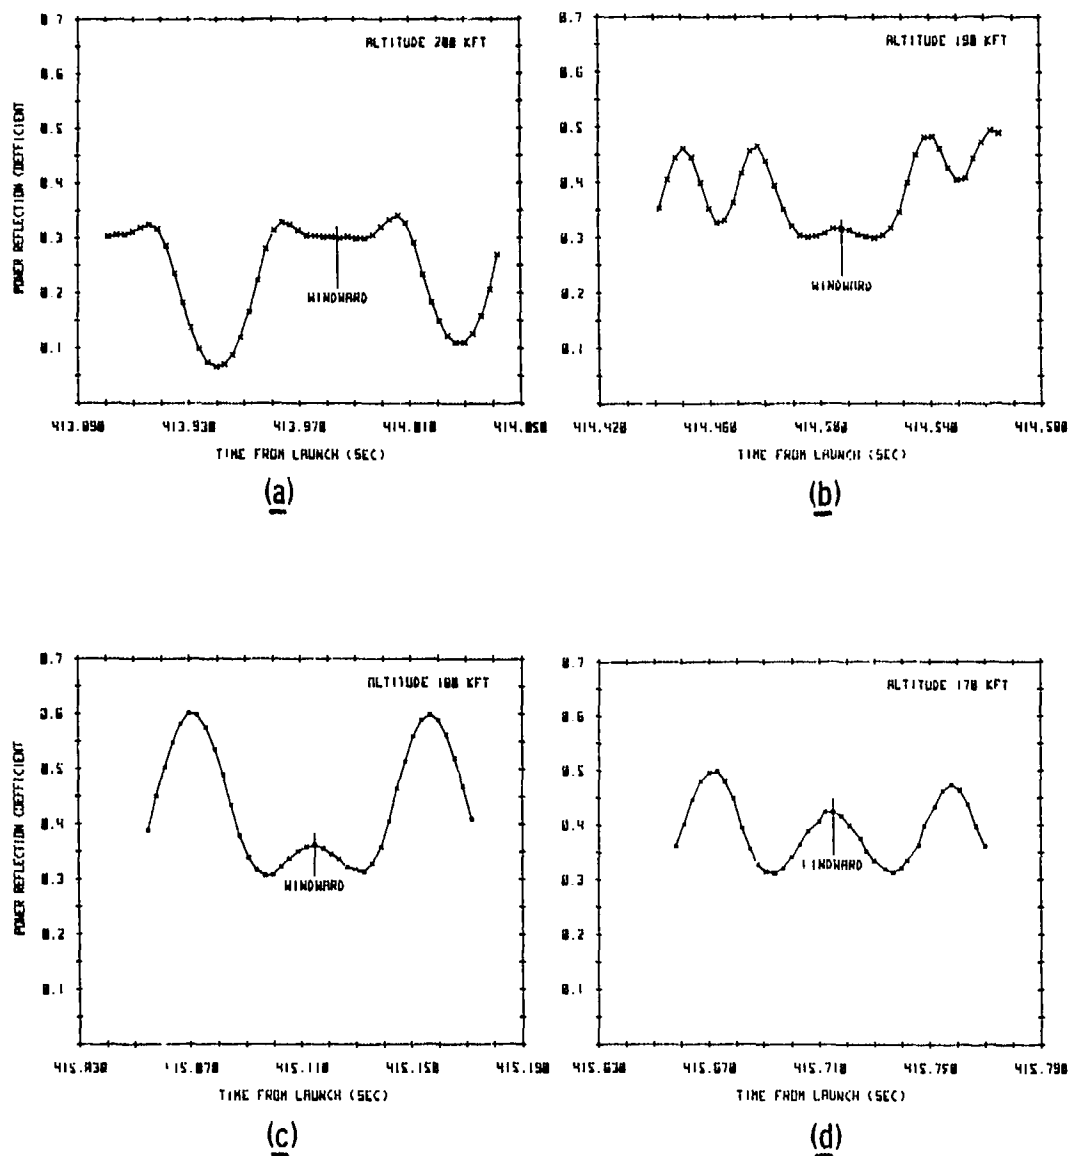 0.7
ALTITUDE 200 KFT
0.6
0.5
0.4
0.3
0.2
0.1
POWER REFLECTION COEFFICIENT
WINDWARD
413.890 413.930 413.970 414.010 414.050
TIME FROM LAUNCH (SEC)
(a)
0.7
ALTITUDE 190 KFT
0.6
0.5
0.4
0.3
0.2
0.1
WINDWARD
414.420 414.460 414.500 414.540 414.580
TIME FROM LAUNCH (SEC)
(b)
0.7
ALTITUDE 180 KFT
0.6
0.5
0.4
0.3
0.2
0.1
POWER REFLECTION COEFFICIENT
WINDWARD
415.030 415.070 415.110 415.150 415.190
TIME FROM LAUNCH (SEC)
(c)
0.7
ALTITUDE 170 KFT
0.6
0.5
0.4
0.3
0.2
0.1
WINDWARD
415.630 415.670 415.710 415.750 415.790
TIME FROM LAUNCH (SEC)
(d)